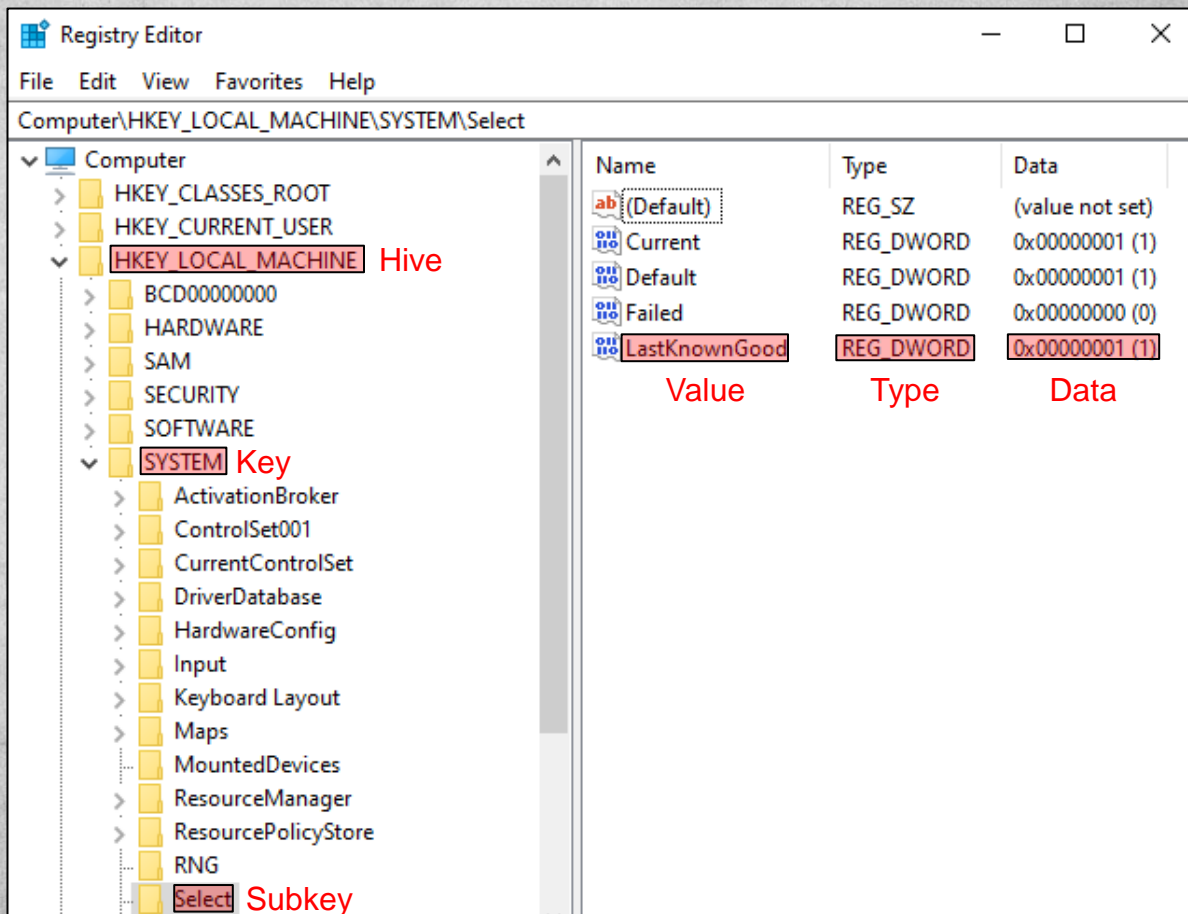 Registry Editor
File Edit View Favorites Help
Computer\HKEY_LOCAL_MACHINE\SYSTEM\Select
Computer
HKEY_CLASSES_ROOT
HKEY_CURRENT_USER
HKEY_LOCAL_MACHINE Hive
BCD00000000
HARDWARE
SAM
SECURITY
SOFTWARE
SYSTEM Key
ActivationBroker
ControlSet001
CurrentControlSet
DriverDatabase
HardwareConfig
Input
Keyboard Layout
Maps
MountedDevices
ResourceManager
ResourcePolicyStore
RNG
Select Subkey
Name Type Data
(Default) REG_SZ (value not set)
Current REG_DWORD 0x00000001 (1)
Default REG_DWORD 0x00000001 (1)
Failed REG_DWORD 0x00000000 (0)
LastKnownGood REG_DWORD 0x00000001 (1)
Value Type Data